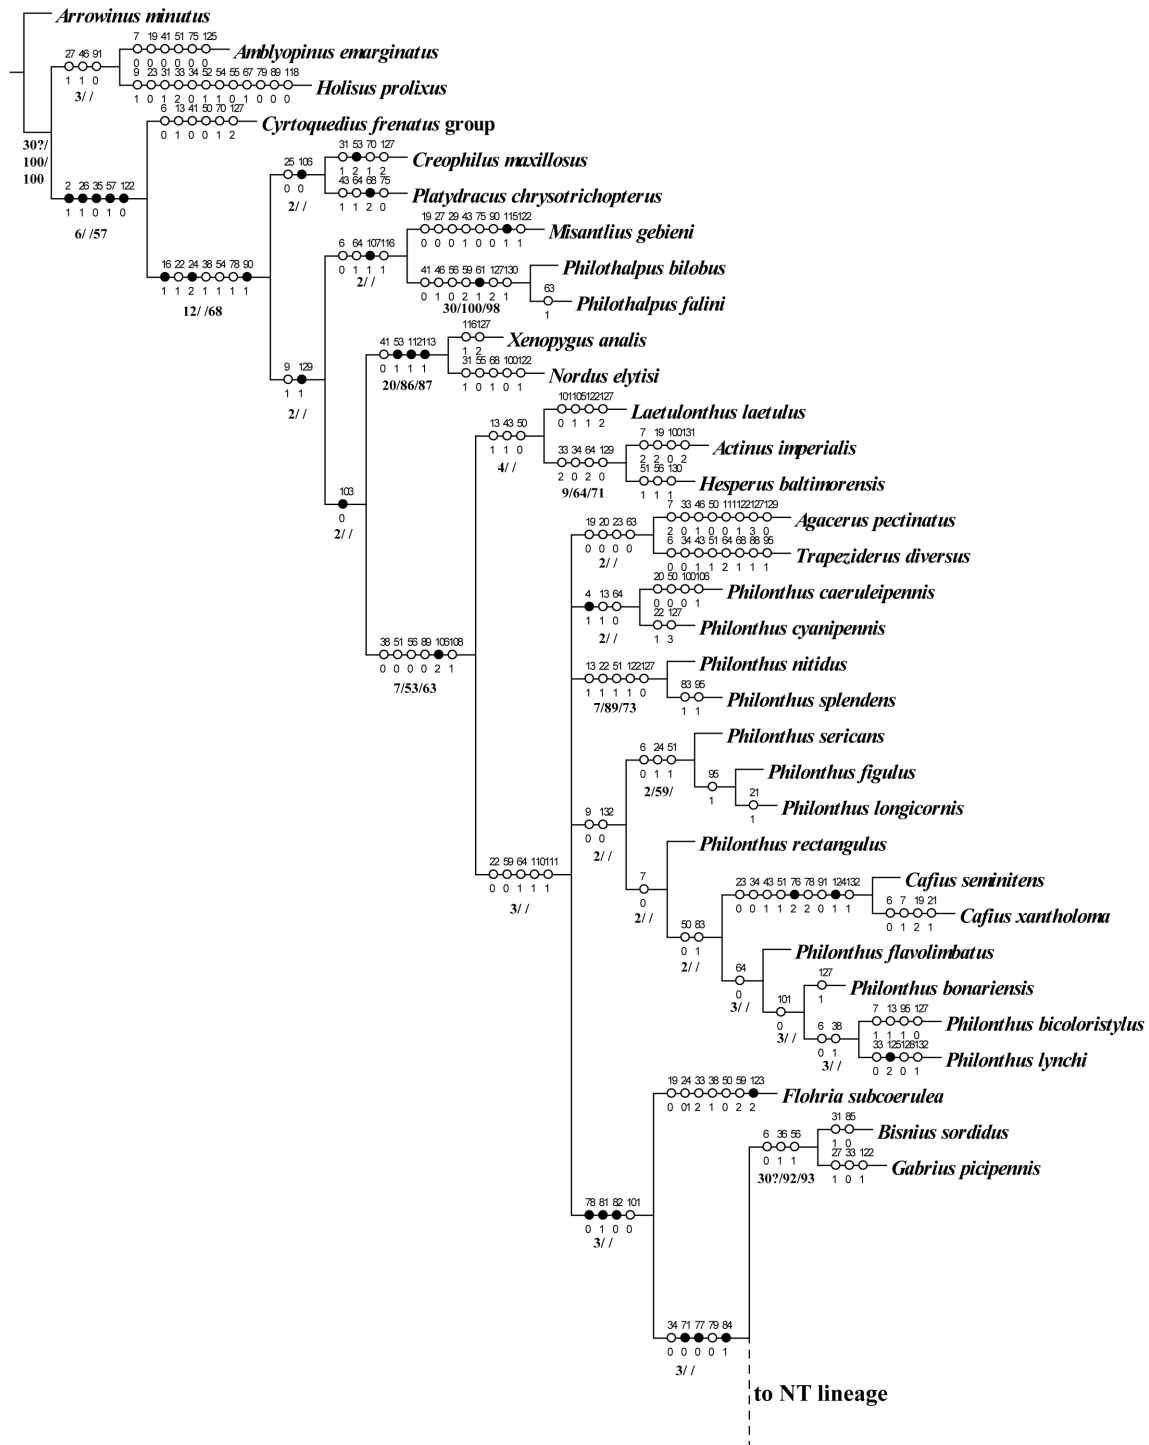 Arrowinus minutus
7 19 41 51 75 125
27 46 91
Amblyopinus emarginatus
0 0 0 0 0 0
1 1 0
9 23 31 33 34 52 54 55 67 79 89 118
Holisus prolixus
3/ /
1 0 1 2 0 1 1 0 1 0 0 0
6 13 41 50 70 127
Cyrtoquedius frenatus group
0 1 0 0 1 2
30?/
100/
100
31 53 70 127
Creophilus maxillosus
1 2 1 2
25 106
0 0
43 64 68 75
Platydracus chrysotrichopterus
1 1 2 0
2/ /
2 26 35 57 122
1 1 0 1 0
6/ /57
19 27 29 43 75 90 115122
Misantlius gebieni
0 0 0 1 0 0 1 1
6 64 107116
0 1 1 1
2/ /
16 22 24 38 54 78 90
1 1 2 1 1 1 1
12/ /68
41 46 56 59 61 127130
0 1 0 2 1 2 1
30/100/98
Philothalpus bilobus
63
Philothalpus falini
1
116127
Xenopygus analis
1 2
41 53 112113
0 1 1 1
20/86/87
31 55 68 100122
Nordus elytisi
1 0 1 0 1
9 129
1 1
2/ /
101105122127
Laetulonthus laetulus
0 1 1 2
13 43 50
1 1 0
4/ /
7 19 100131
Actinus imperialis
2 2 0 2
33 34 64 129
2 0 2 0
9/64/71
51 56 130
Hesperus baltimorensis
1 1 1
103
0
2/ /
7 33 46 50 111122127129
Agacerus pectinatus
2 0 1 0 0 1 3 0
19 20 23 63
0 0 0 0
2/ /
6 34 43 51 64 68 88 95
Trapeziderus diversus
0 0 1 1 2 1 1 1
20 50 100106
Philonthus caeruleipennis
0 0 0 1
4 13 64
1 1 0
2/ /
22 127
Philonthus cyanipennis
1 3
38 51 56 89 106108
0 0 0 0 2 1
7/53/63
13 22 51 122127
1 1 1 1 0
7/89/73
Philonthus nitidus
83 95
Philonthus splendens
1 1
Philonthus sericans
6 24 51
0 1 1
2/59/
95
1
Philonthus figulus
21
Philonthus longicornis
1
9 132
0 0
2/ /
Philonthus rectangulus
7
0
2/ /
22 59 64 110111
0 0 1 1 1
3/ /
23 34 43 51 76 78 91 124132
0 0 1 1 2 2 0 1 1
Cafius seminitens
6 7 19 21
Cafius xantholoma
0 1 2 1
50 83
0 1
2/ /
Philonthus flavolimbatus
64
0
3/ /
127
Philonthus bonariensis
1
101
0
3/ /
7 13 95 127
Philonthus bicoloristylus
1 1 1 0
6 38
0 1
3/ /
33 125128132
Philonthus lynchi
0 2 0 1
19 24 33 38 50 59 123
Flohria subcoerulea
0 01 2 1 0 2 2
31 85
Bisnius sordidus
1 0
6 36 56
0 1 1
30?/92/93
27 33 122
Gabrius picipennis
1 0 1
78 81 82 101
0 1 0 0
3/ /
34 71 77 79 84
0 0 0 0 1
3/ /
to NT lineage